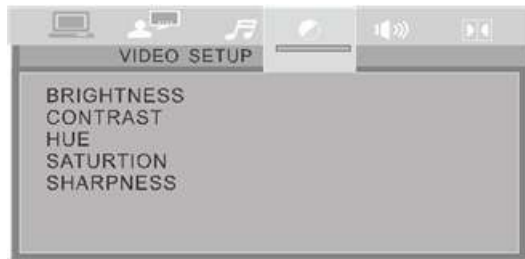 VIDEO SETUP
BRIGHTNESS
CONTRAST
HUE
SATURTION
SHARPNESS